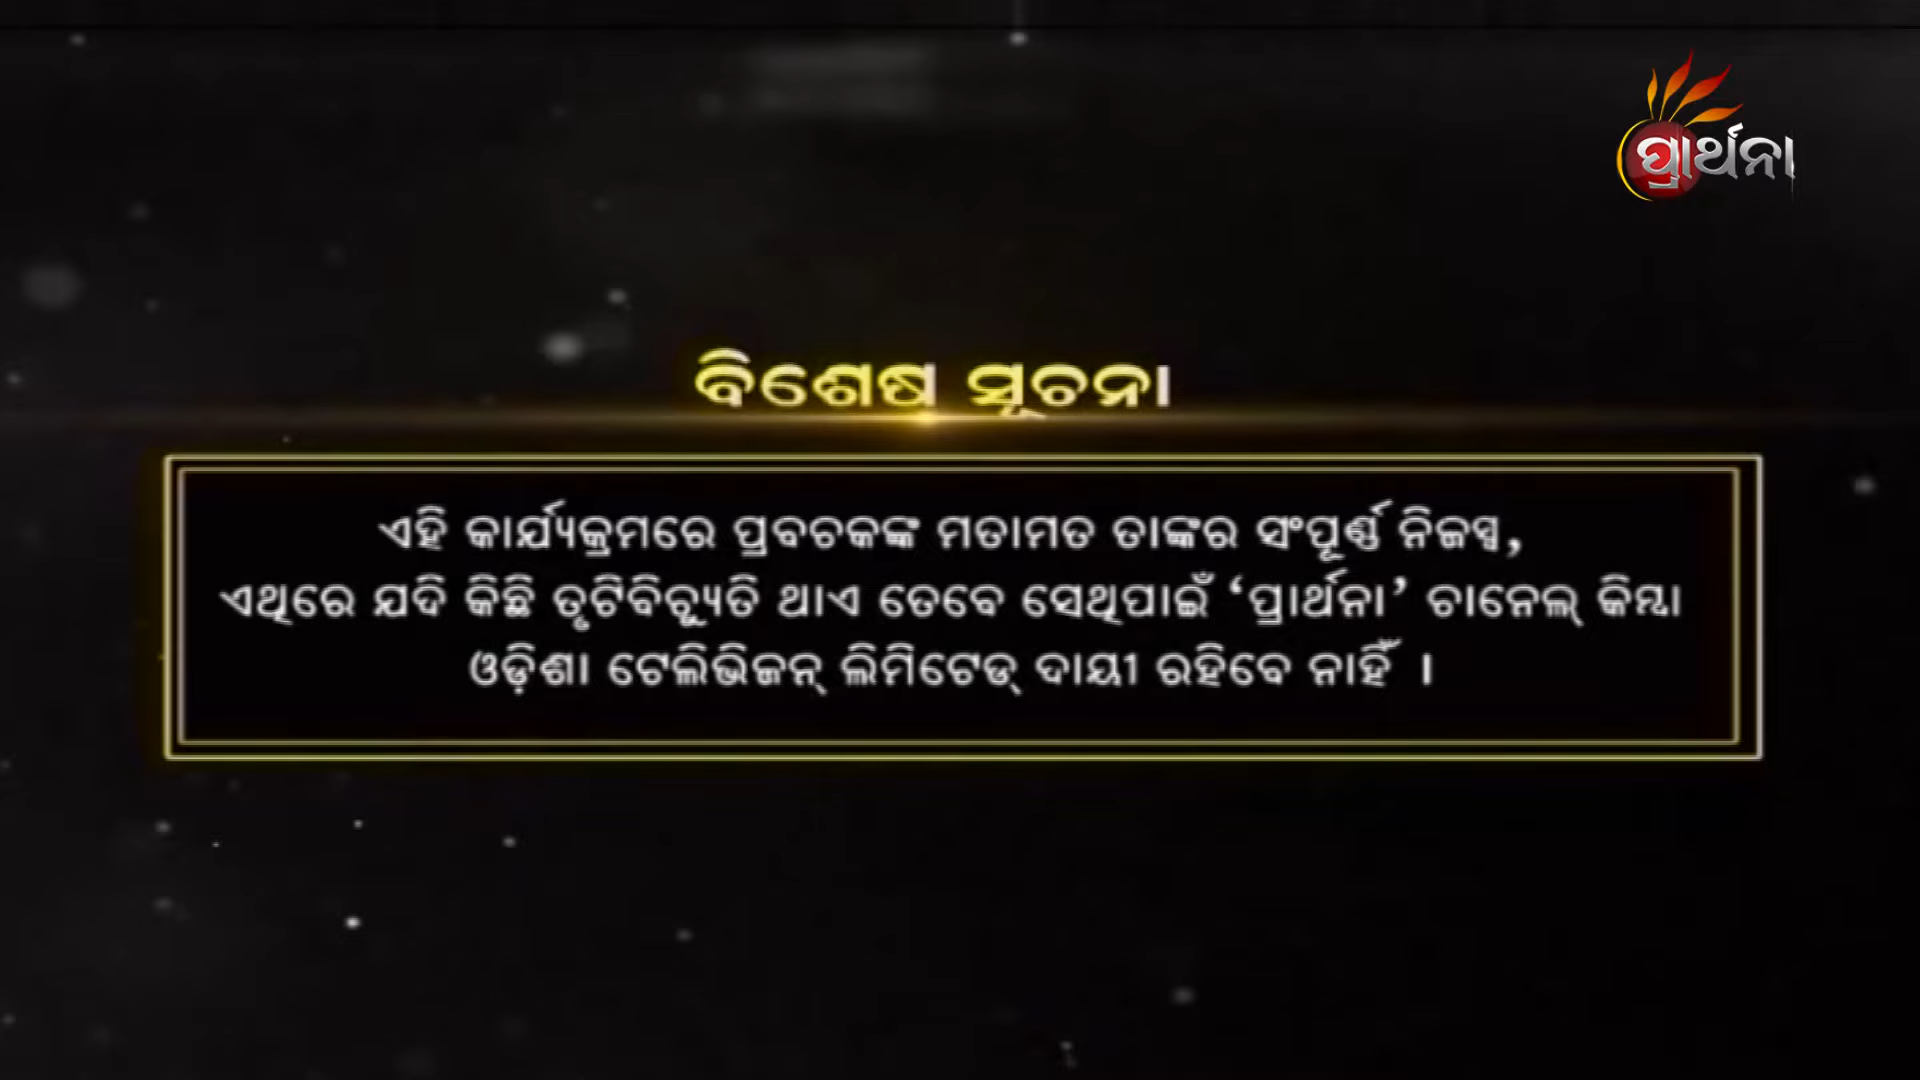 ପ୍ରାର୍ଥନା
ବିଶେଷ ସୂଚନା
ଏହି କାର୍ଯ୍ୟକ୍ରମରେ ପ୍ରବଚକଙ୍କ ମତାମତ ତାଙ୍କର ସଂପୂର୍ଣ୍ଣ ନିଜସ୍ୱ,
ଏଥିରେ ଯଦି କିଛି ତୃଟିବିଚ୍ୟୁତି ଥାଏ ତେବେ ସେଥିପାଇଁ ‘ପ୍ରାର୍ଥନା’ ଚାନେଲ୍ କିମ୍ବା
ଓଡ଼ିଶା ଟେଲିଭିଜନ୍ ଲିମିଟେଡ୍ ଦାୟୀ ରହିବେ ନାହିଁ ।